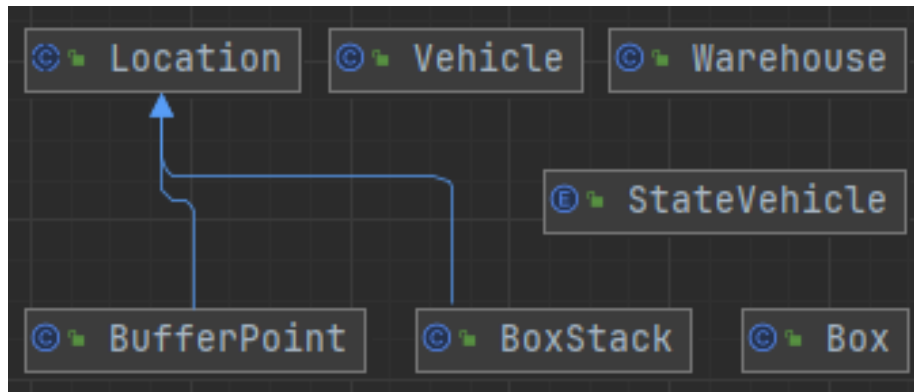 Location
Vehicle
Warehouse
StateVehicle
BufferPoint
BoxStack
Box